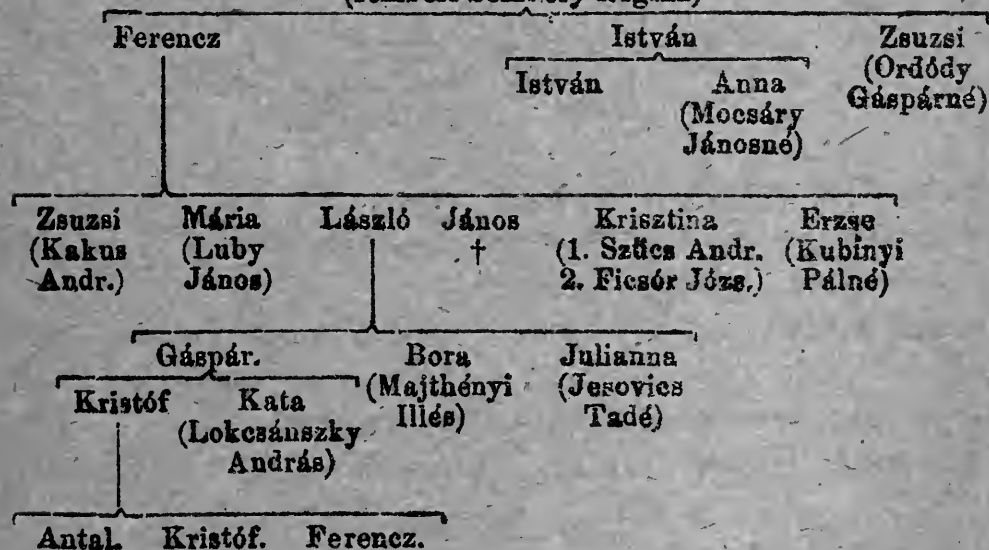 Ferencz István Zsuzsi
(Ordódy
Gáspárné)
István Anna
(Mocsáry
Jánosné)
Zsuzsi Mária László János Krisztina Erzse
(Kakus (Luby † (1. Szűcs Andr. (Kubinyi
Andr.) János) 2. Ficsór Józs.) Pálné)
Gáspár. Bora Julianna
(Majthényi (Jesovics
Illés) Tadé)
Kristóf Kata
(Lokcsánszky
András)
Antal. Kristóf. Ferencz.